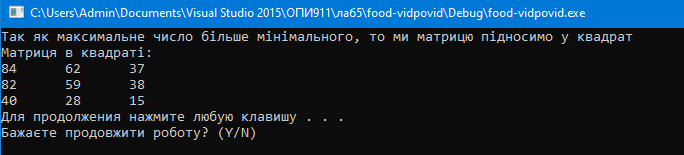 C:\Users\Admin\Documents\Visual Studio 2015\ОПИ911\ла65\food-vidpovid\Debug\food-vidpovid.exe
Так як максимальне число більше мінімального, то ми матрицю підносимо у квадрат
Матриця в квадраті:
84 62 37
82 59 38
40 28 15
Для продолжения нажмите любую клавишу . . .
Бажаєте продовжити роботу? (Y/N)